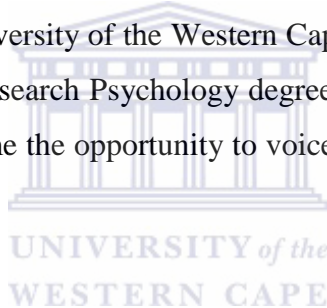 versity of the Western Cap
search Psychology degree
ne the opportunity to voice
UNIVERSITY of the
WESTERN CAPE